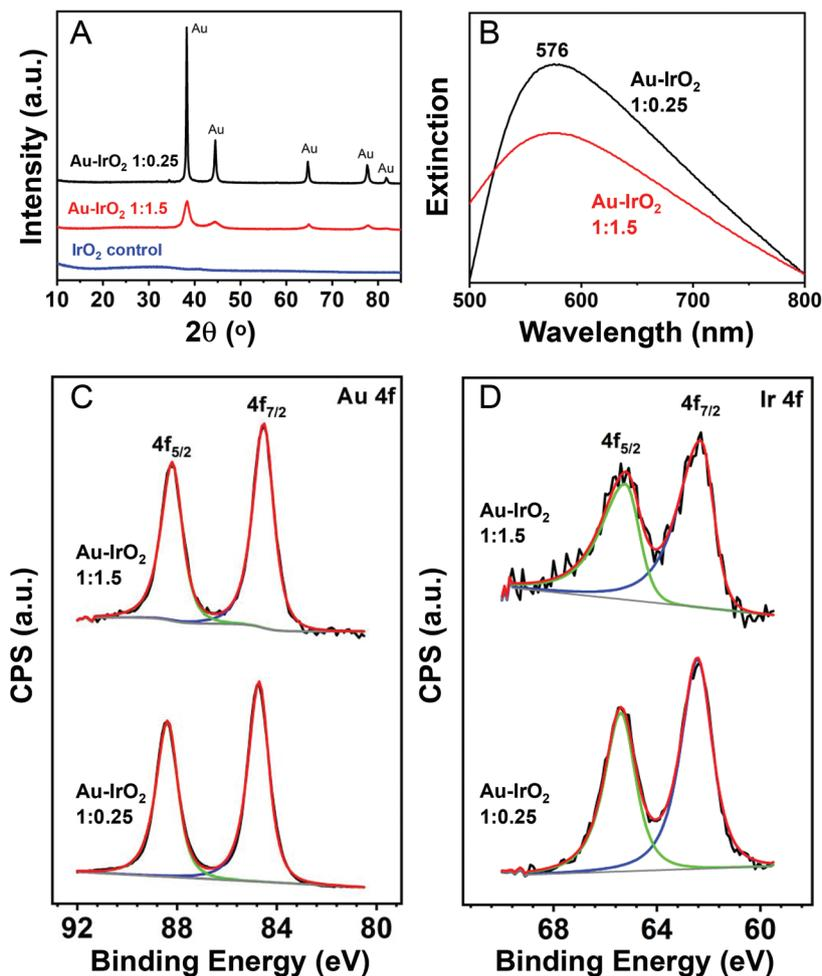 A
Au
Au
Au
Au
Au
Au-IrO₂ 1:0.25
Au-IrO₂ 1:1.5
IrO₂ control
Intensity (a.u.)
10 20 30 40 50 60 70 80
2θ (°)
B
576
Au-IrO₂
1:0.25
Au-IrO₂
1:1.5
Extinction
500 600 700 800
Wavelength (nm)
C
Au 4f
4f₇/₂
4f₅/₂
Au-IrO₂
1:1.5
Au-IrO₂
1:0.25
CPS (a.u.)
92 88 84 80
Binding Energy (eV)
D
Ir 4f
4f₇/₂
4f₅/₂
Au-IrO₂
1:1.5
Au-IrO₂
1:0.25
CPS (a.u.)
68 64 60
Binding Energy (eV)